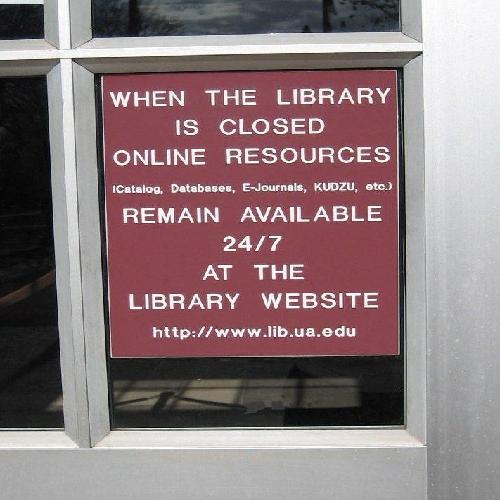 WHEN THE LIBRARY
IS CLOSED
ONLINE RESOURCES
(Catalog, Databases, E-Journals, KUDZU, etc.)
REMAIN AVAILABLE
24/7
AT THE
LIBRARY WEBSITE
http://www.lib.ua.edu